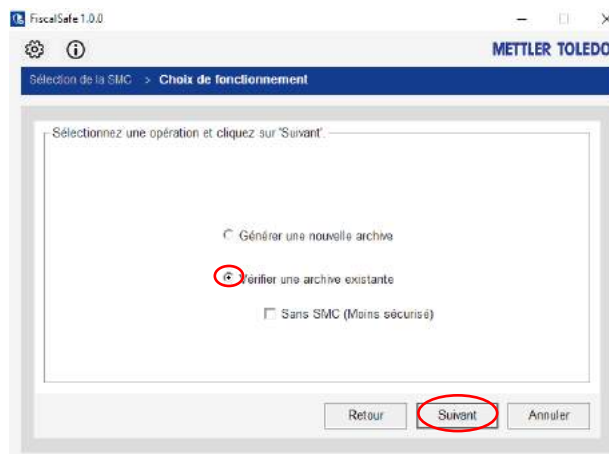 FiscalSafe 1.0.0
METTLER TOLEDO
Sélection de la SMC > Choix de fonctionnement
Sélectionnez une opération et cliquez sur 'Suivant'.
Générer une nouvelle archive
Vérifier une archive existante
Sans SMC (Moins sécurisé)
Retour Suivant Annuler